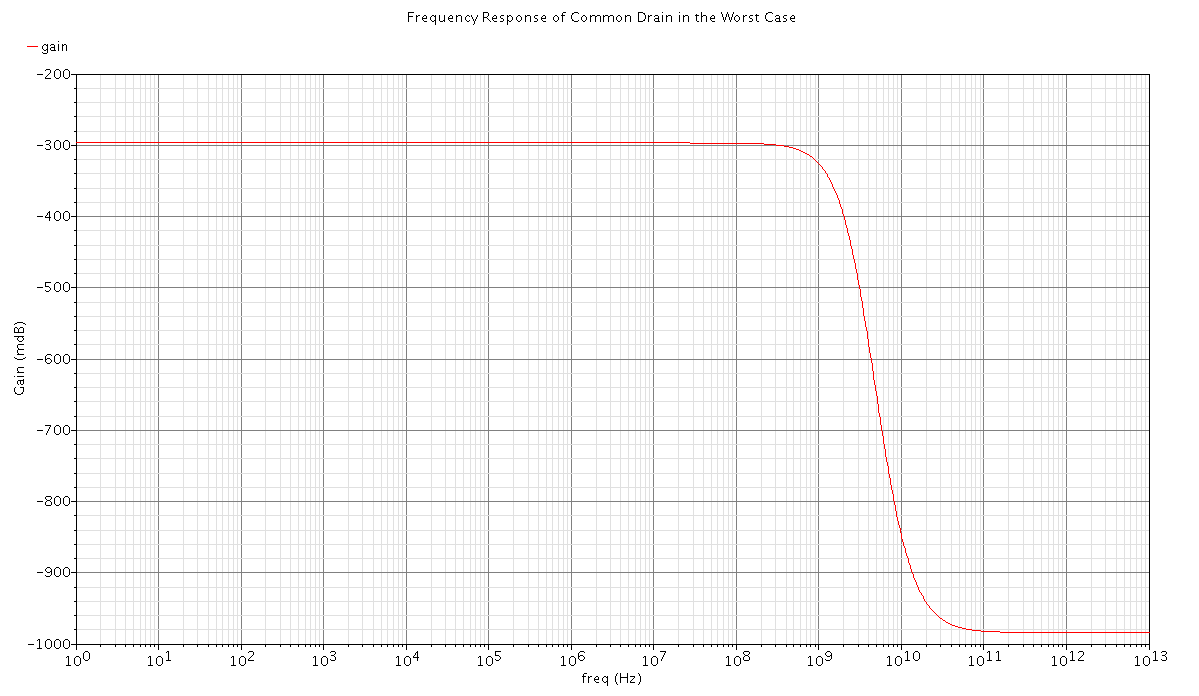 Frequency Response of Common Drain in the Worst Case
gain
-200
-300
-400
-500
-600
-700
-800
-900
-1000
Gain (mdB)
10^0 10^1 10^2 10^3 10^4 10^5 10^6 10^7 10^8 10^9 10^10 10^11 10^12 10^13
freq (Hz)